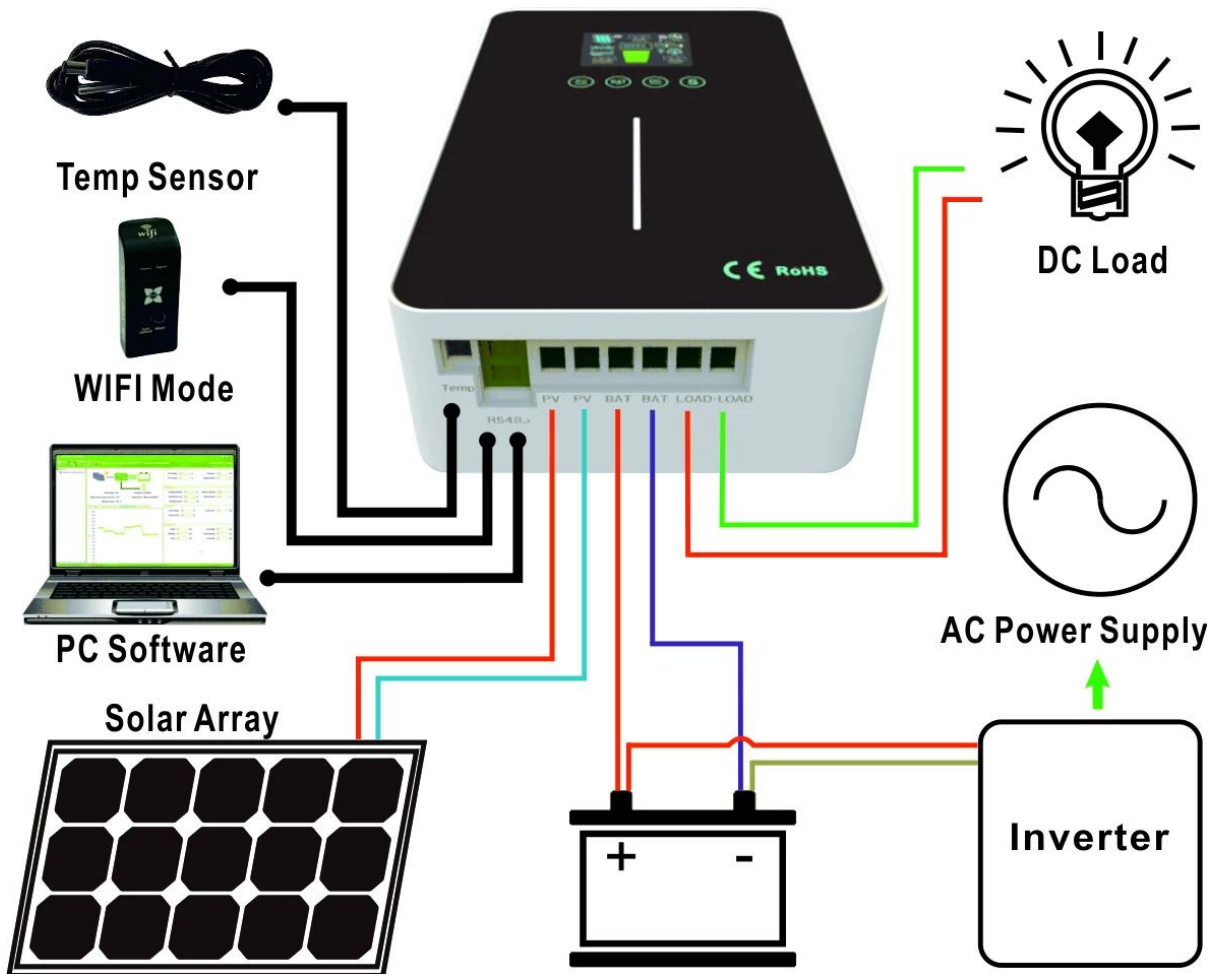 Temp Sensor
wifi
WIFI Mode
PC Software
Solar Array
CE RoHS
Temp
RS485
PV PV BAT BAT LOAD-LOAD
DC Load
AC Power Supply
Inverter
+ -